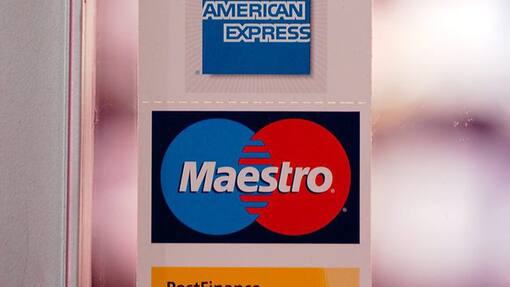 AMERICAN
EXPRESS
®
Maestro®
PostFinance